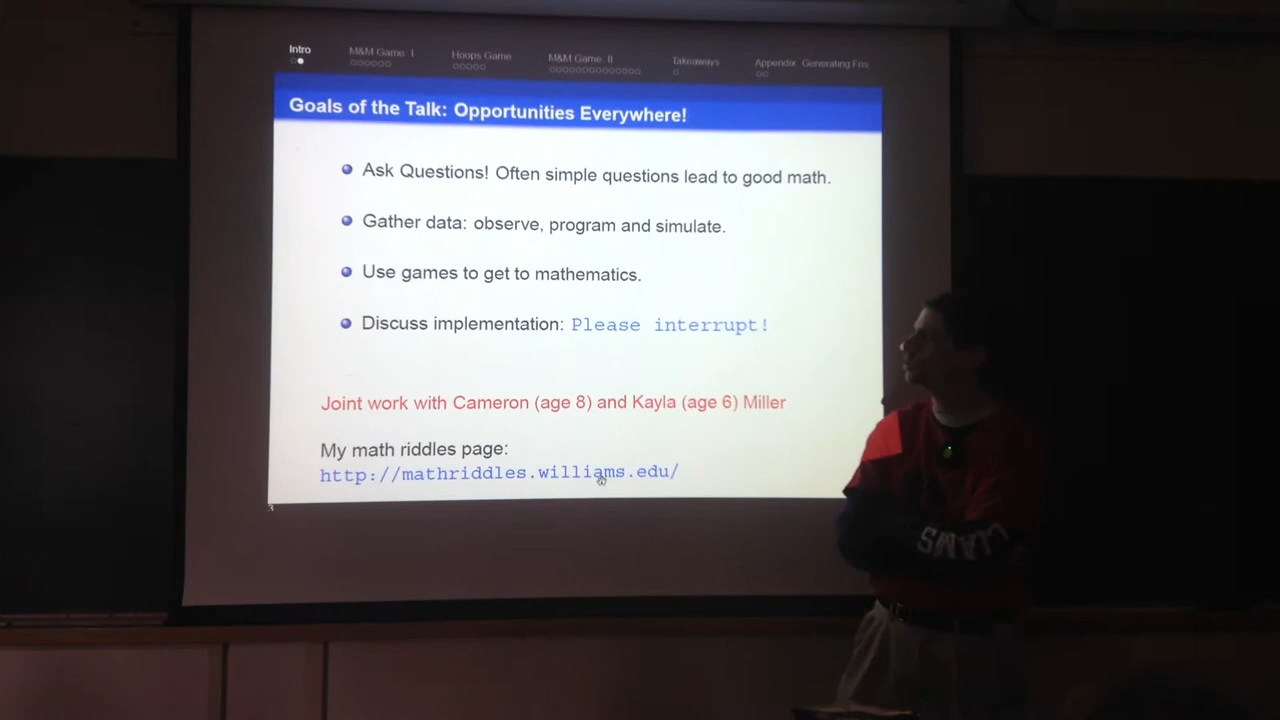 Intro M&M Game I Hoops Game M&M Game II Takeaways Appendix Generating Fns
Goals of the Talk: Opportunities Everywhere!
Ask Questions! Often simple questions lead to good math.
Gather data: observe, program and simulate.
Use games to get to mathematics.
Discuss implementation: Please interrupt!
Joint work with Cameron (age 8) and Kayla (age 6) Miller
My math riddles page:
http://mathriddles.williams.edu/
3
LIAMS